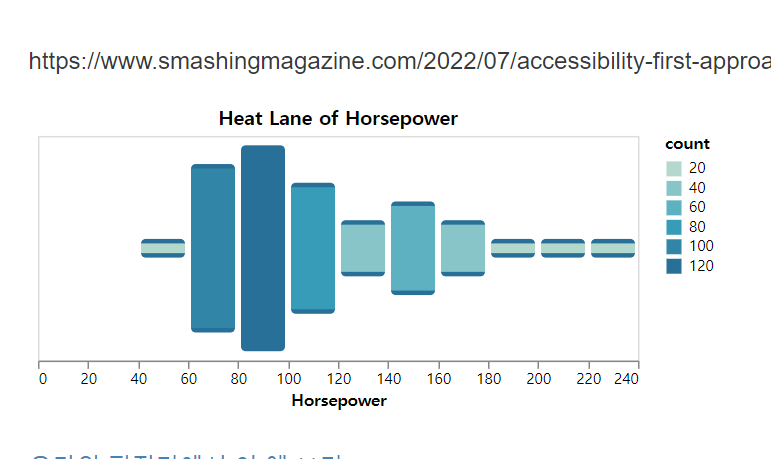 https://www.smashingmagazine.com/2022/07/accessibility-first-approa
Heat Lane of Horsepower
count
20
40
60
80
100
120
0 20 40 60 80 100 120 140 160 180 200 220 240
Horsepower